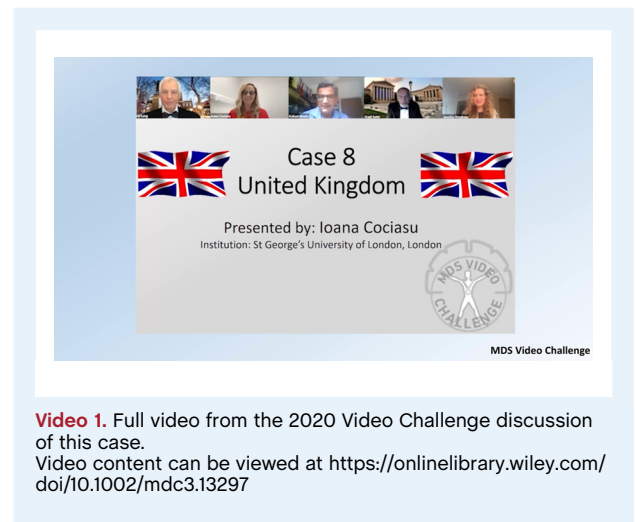 Case 8
United Kingdom
Presented by: Ioana Cociasu
Institution: St George's University of London, London
MDS VIDEO
CHALLENGE
MDS Video Challenge
Video 1. Full video from the 2020 Video Challenge discussion
of this case.
Video content can be viewed at https://onlinelibrary.wiley.com/
doi/10.1002/mdc3.13297